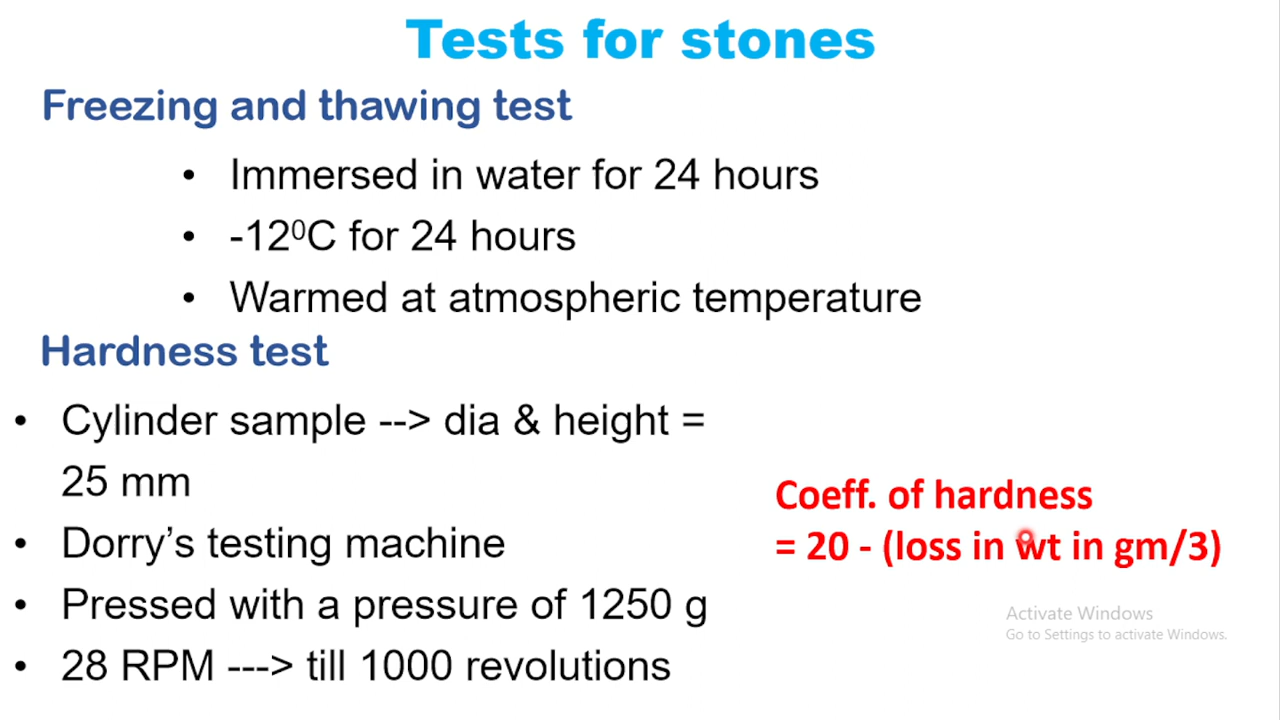 Tests for stones
Freezing and thawing test
• Immersed in water for 24 hours
• -12⁰C for 24 hours
• Warmed at atmospheric temperature
Hardness test
• Cylinder sample --> dia & height =
25 mm
• Dorry’s testing machine
• Pressed with a pressure of 1250 g
• 28 RPM ---> till 1000 revolutions
Coeff. of hardness
= 20 - (loss in wt in gm/3)
Activate Windows
Go to Settings to activate Windows.